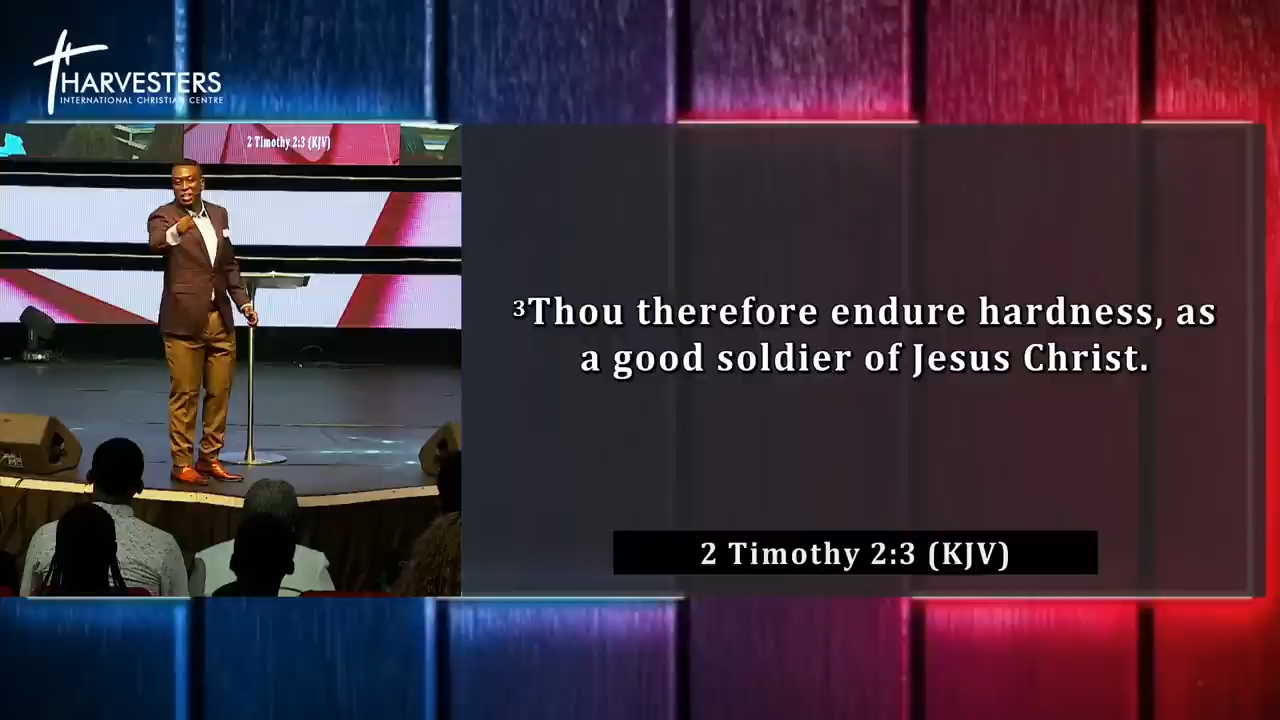 HARVESTERS
INTERNATIONAL CHRISTIAN CENTRE
2 Timothy 2:3 (KJV)
³Thou therefore endure hardness, as
a good soldier of Jesus Christ.
2 Timothy 2:3 (KJV)